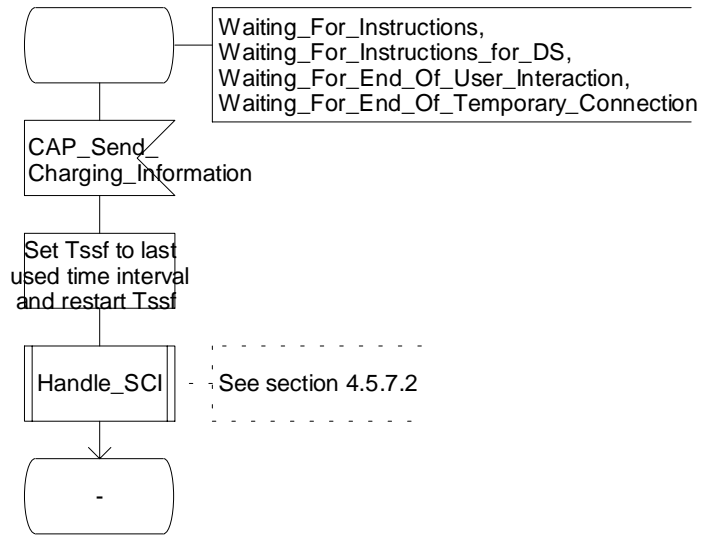 Waiting_For_Instructions,
Waiting_For_Instructions_for_DS,
Waiting_For_End_Of_User_Interaction,
Waiting_For_End_Of_Temporary_Connection
CAP_Send_
Charging_Information
Set Tssf to last
used time interval
and restart Tssf
Handle_SCI
See section 4.5.7.2
-